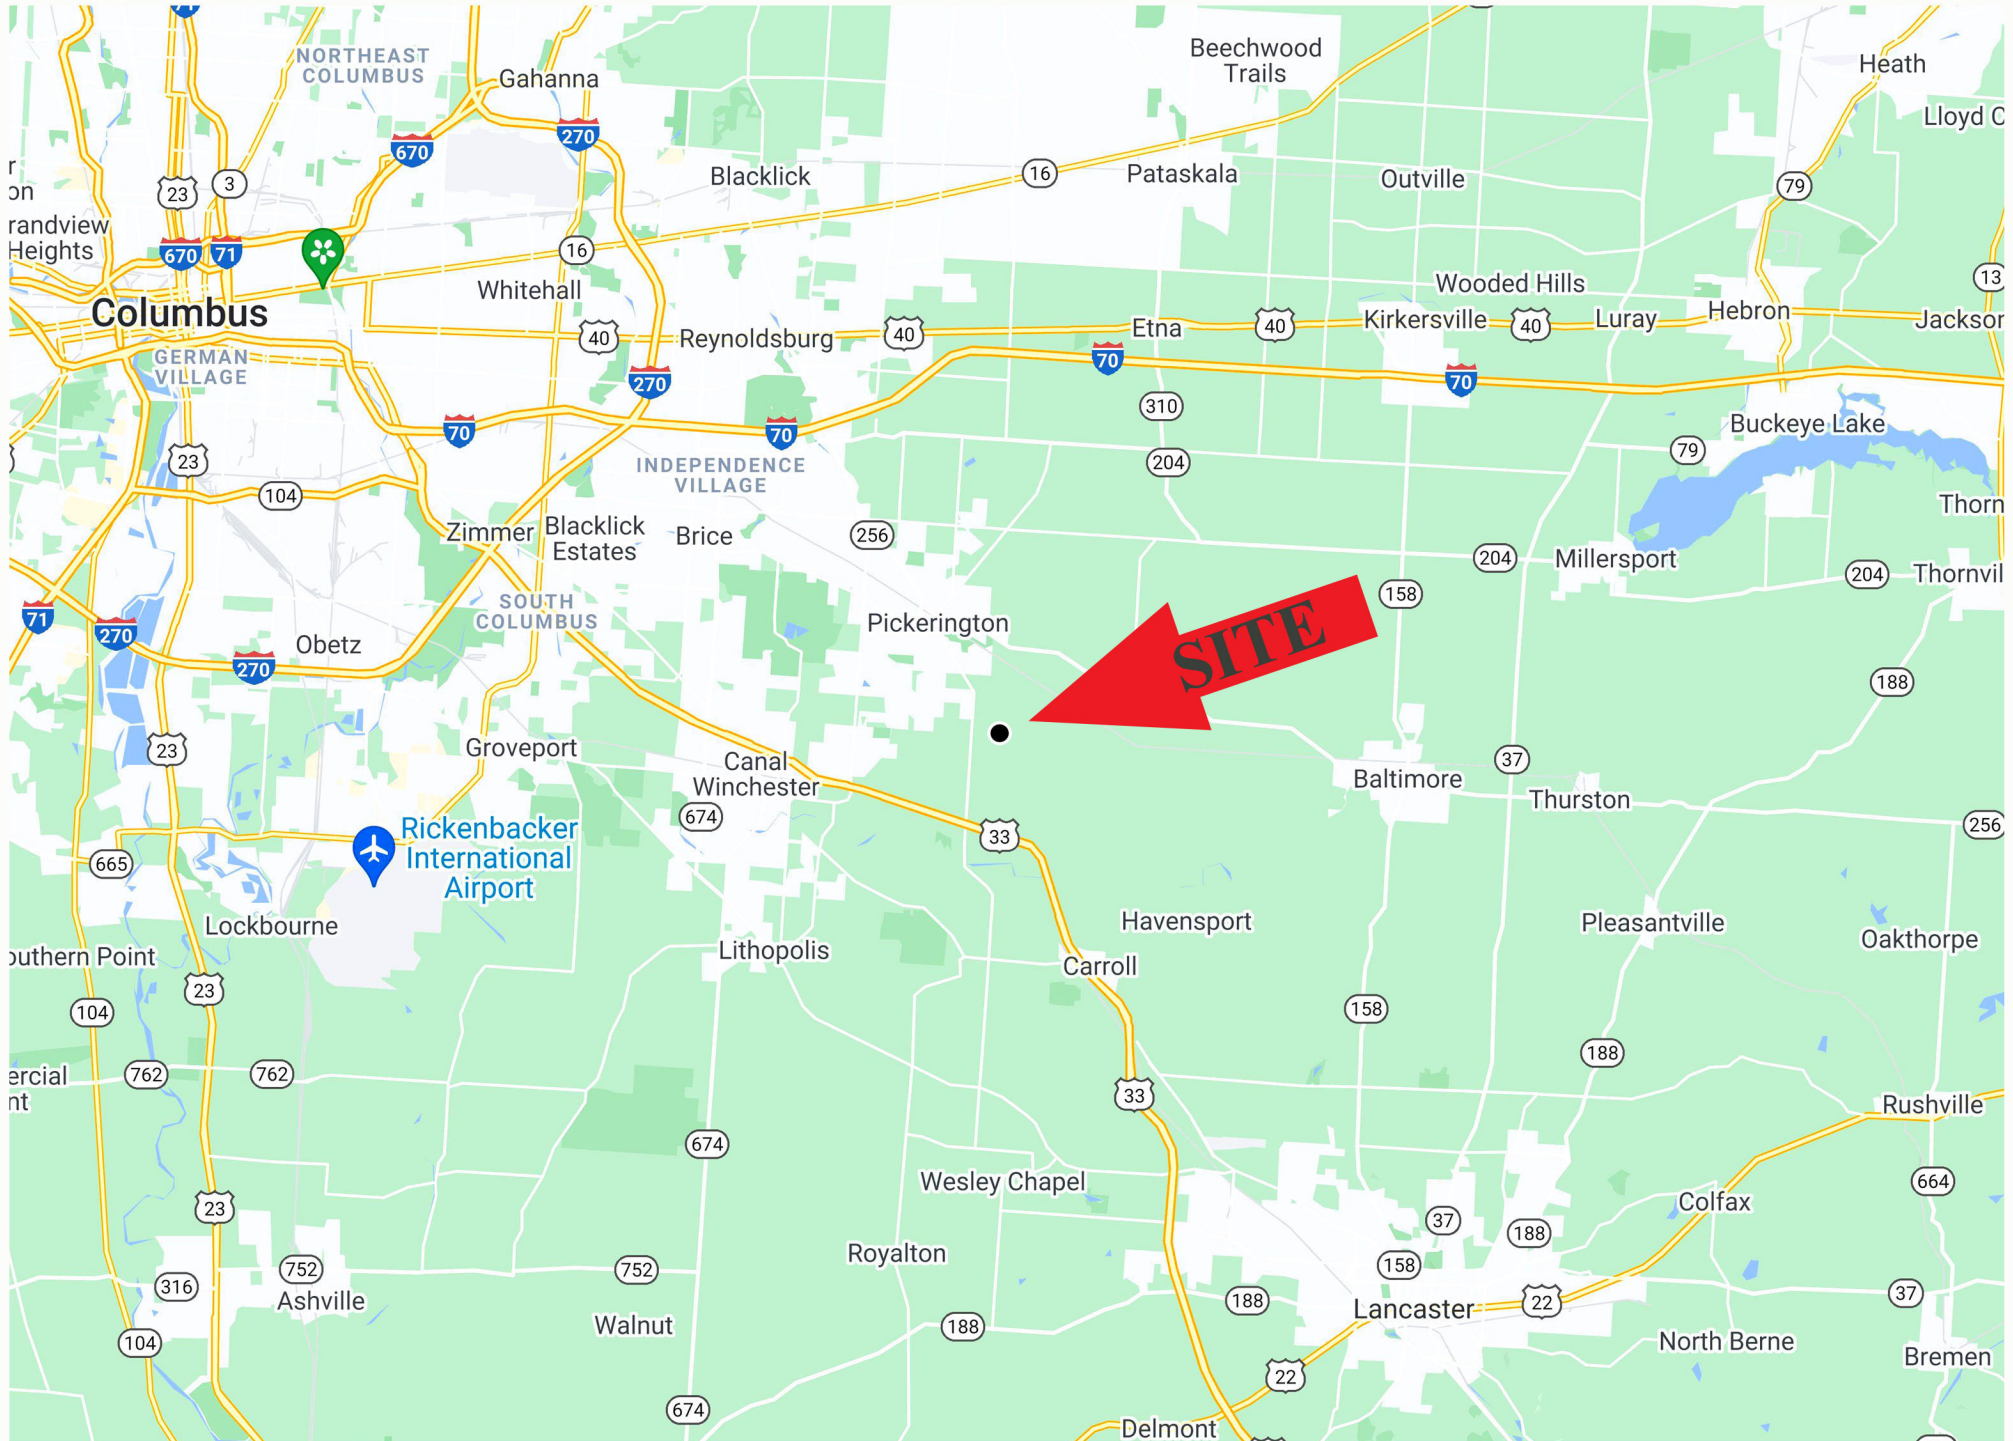 71
NORTHEAST
COLUMBUS
Gahanna
Beechwood
Trails
Heath
Lloyd C
270
670
16
Blacklick
Pataskala
Outville
79
23
3
r
on
randview
Heights
670
71
16
Whitehall
Wooded Hills
13
Columbus
40
Reynoldsburg
40
Etna
40
Kirkersville
40
Luray
Hebron
Jackson
GERMAN
VILLAGE
270
70
70
310
Buckeye Lake
70
70
79
23
INDEPENDENCE
VILLAGE
204
104
Thorn
Zimmer
Blacklick
Estates
Brice
256
204
Millersport
204
Thornvil
158
71
270
SOUTH
COLUMBUS
Pickerington
SITE
Obetz
270
188
23
Groveport
Canal
Winchester
Baltimore
37
Thurston
674
33
256
Rickenbacker
International
Airport
665
Lockbourne
Havensport
Pleasantville
Oakthorpe
outhern Point
Lithopolis
Carroll
23
104
158
188
ercial
nt
762
762
33
Rushville
674
Wesley Chapel
664
23
Colfax
37
188
Royalton
158
316
752
752
Ashville
188
Lancaster
22
37
Walnut
188
104
North Berne
Bremen
22
674
Delmont